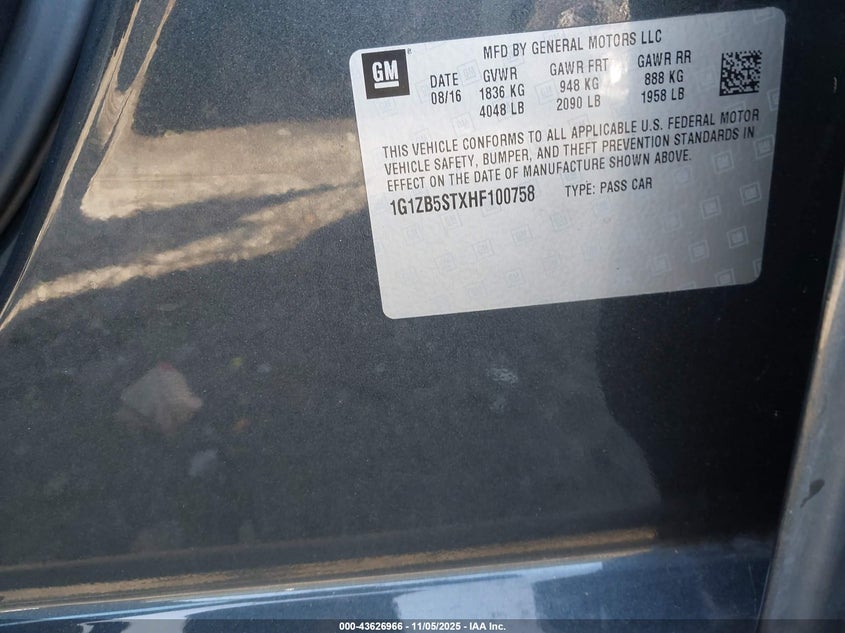 GM
MFD BY GENERAL MOTORS LLC
DATE GVWR GAWR FRT GAWR RR
08/16 1836 KG 948 KG 888 KG
4048 LB 2090 LB 1958 LB
THIS VEHICLE CONFORMS TO ALL APPLICABLE U.S. FEDERAL MOTOR
VEHICLE SAFETY, BUMPER, AND THEFT PREVENTION STANDARDS IN
EFFECT ON THE DATE OF MANUFACTURE SHOWN ABOVE.
1G1ZB5STXHF100758 TYPE: PASS CAR
000-43626966 - 11/05/2025 - IAA Inc.